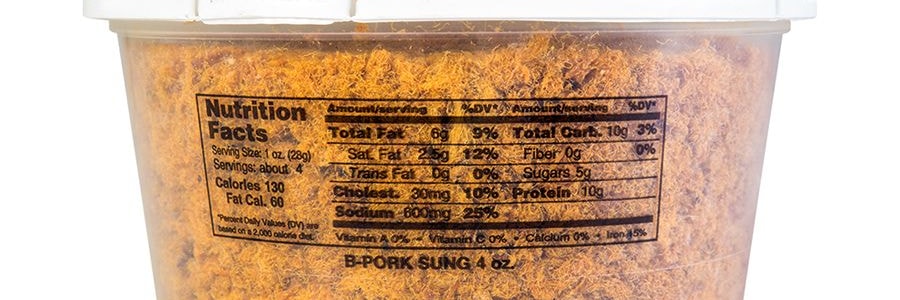 Nutrition
Facts
Serving Size: 1 oz. (28g)
Servings: about 4
Calories 130
Fat Cal. 60
*Percent Daily Values (DV) are
based on a 2,000 calorie diet.
Amount/serving %DV* Amount/serving %DV*
Total Fat 6g 9% Total Carb. 10g 3%
Sat. Fat 2.5g 12% Fiber 0g 0%
Trans Fat 0g 0% Sugars 5g
Cholest. 30mg 10% Protein 10g
Sodium 600mg 25%
Vitamin A 0% • Vitamin C 0% • Calcium 0% • Iron 15%
B-PORK SUNG 4 oz.